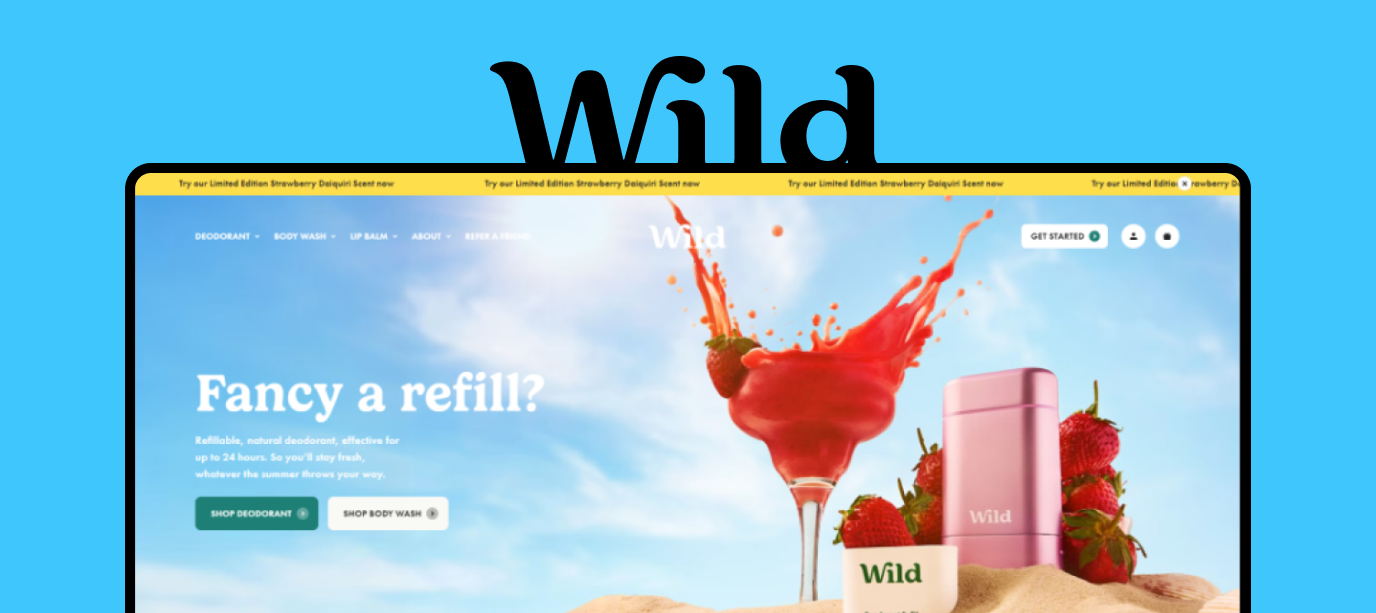 Wild
Try our Limited Edition Strawberry Daiquiri Scent now
Try our Limited Edition Strawberry Daiquiri Scent now
Try our Limited Edition Strawberry Daiquiri Scent now
Try our Limited
DEODORANT
BODY WASH
LIP BALM
ABOUT
REFER A FRIEND
Wild
GET STARTED
Fancy a refill?
Refillable, natural deodorant, effective for
up to 24 hours. So you'll stay fresh,
whatever the summer throws your way.
SHOP DEODORANT
SHOP BODY WASH
Wild
Wild